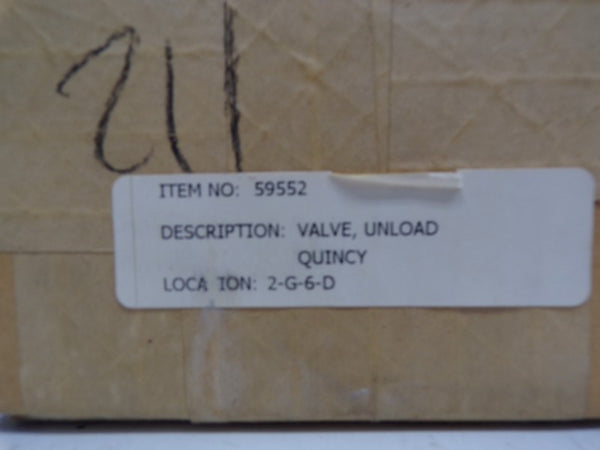 ITEM NO: 59552
DESCRIPTION: VALVE, UNLOAD
QUINCY
LOCA ION: 2-G-6-D